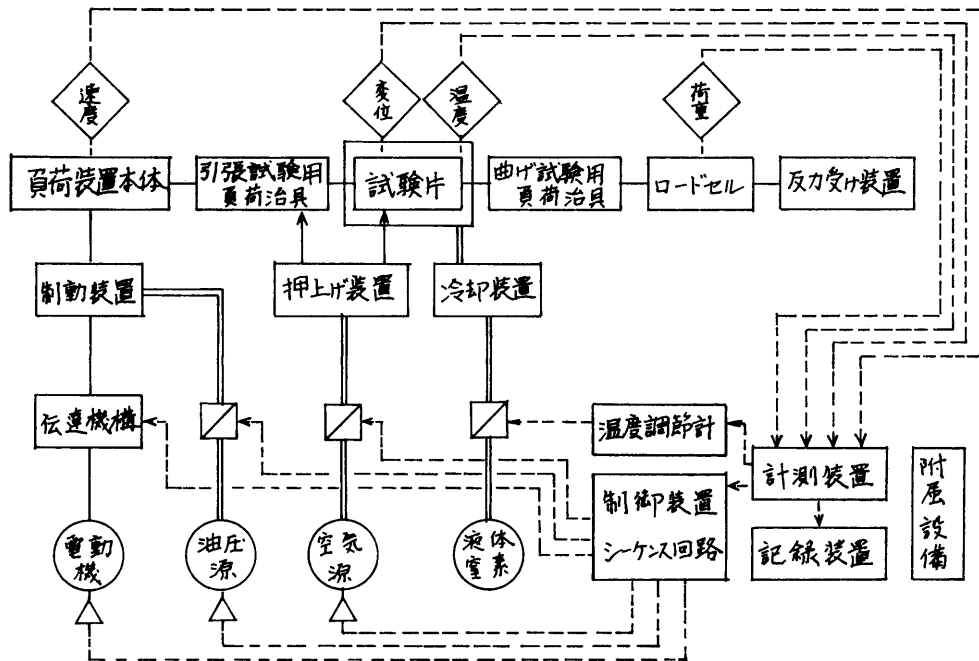 速度
変位
温度
荷重
負荷装置本体
引張試験用
負荷治具
試験片
曲げ試験用
負荷治具
ロードセル
反力受け装置
制動装置
押上げ装置
冷却装置
伝達機構
温度調節計
計測装置
附属設備
制御装置
シーケンス回路
記録装置
電動
機
油圧
源
空気
源
液体
窒素